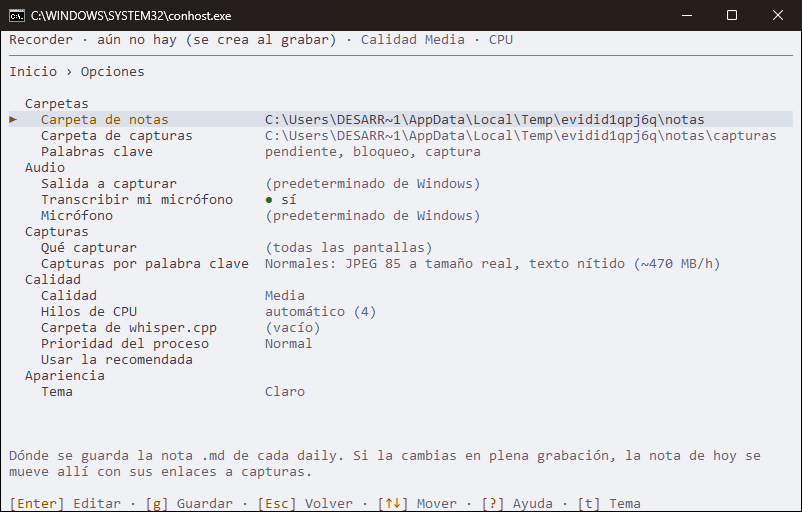 C:\WINDOWS\SYSTEM32\conhost.exe
Recorder · aún no hay (se crea al grabar) · Calidad Media · CPU
Inicio › Opciones
Carpetas
► Carpeta de notas C:\Users\DESARR~1\AppData\Local\Temp\evidid1qpj6q\notas
Carpeta de capturas C:\Users\DESARR~1\AppData\Local\Temp\evidid1qpj6q\notas\capturas
Palabras clave pendiente, bloqueo, captura
Audio
Salida a capturar (predeterminado de Windows)
Transcribir mi micrófono ● sí
Micrófono (predeterminado de Windows)
Capturas
Qué capturar (todas las pantallas)
Capturas por palabra clave Normales: JPEG 85 a tamaño real, texto nítido (~470 MB/h)
Calidad
Calidad Media
Hilos de CPU automático (4)
Carpeta de whisper.cpp (vacío)
Prioridad del proceso Normal
Usar la recomendada
Apariencia
Tema Claro
Dónde se guarda la nota .md de cada daily. Si la cambias en plena grabación, la nota de hoy se
mueve allí con sus enlaces a capturas.
[Enter] Editar · [g] Guardar · [Esc] Volver · [↑↓] Mover · [?] Ayuda · [t] Tema